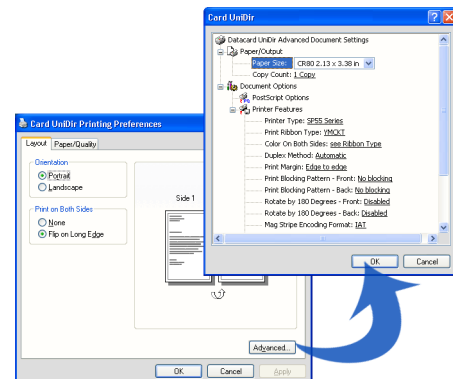 Card UniDir
Datacard UniDir Advanced Document Settings
Paper/Output
Paper Size: CR80 2.13 x 3.38 in
Copy Count: 1 Copy
Document Options
PostScript Options
Printer Features
Printer Type: SP55 Series
Print Ribbon Type: YMCKT
Color On Both Sides: see Ribbon Type
Duplex Method: Automatic
Print Margin: Edge to edge
Print Blocking Pattern - Front: No blocking
Print Blocking Pattern - Back: No blocking
Rotate by 180 Degrees - Front: Disabled
Rotate by 180 Degrees - Back: Disabled
Mag Stripe Encoding Format: IAT
OK Cancel
Card UniDir Printing Preferences
Layout Paper/Quality
Orientation
Portrait
Landscape
Print on Both Sides
None
Flip on Long Edge
Side 1
Advanced...
OK Cancel Apply